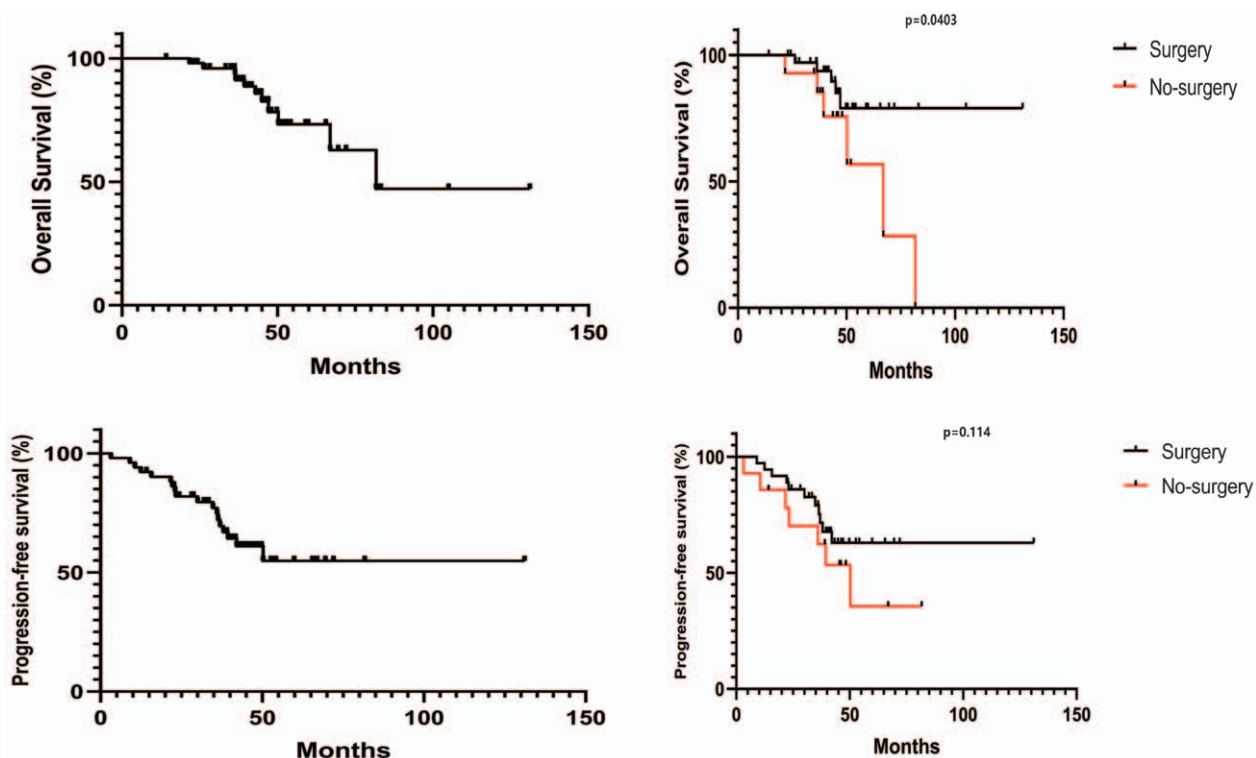 Overall Survival (%)
100
50
0
0 50 100 150
Months
p=0.0403
Overall Survival (%)
100
50
0
0 50 100 150
Months
Surgery
No-surgery
Progression-free survival (%)
100
50
0
0 50 100 150
Months
p=0.114
Progression-free survival (%)
100
50
0
0 50 100 150
Months
Surgery
No-surgery